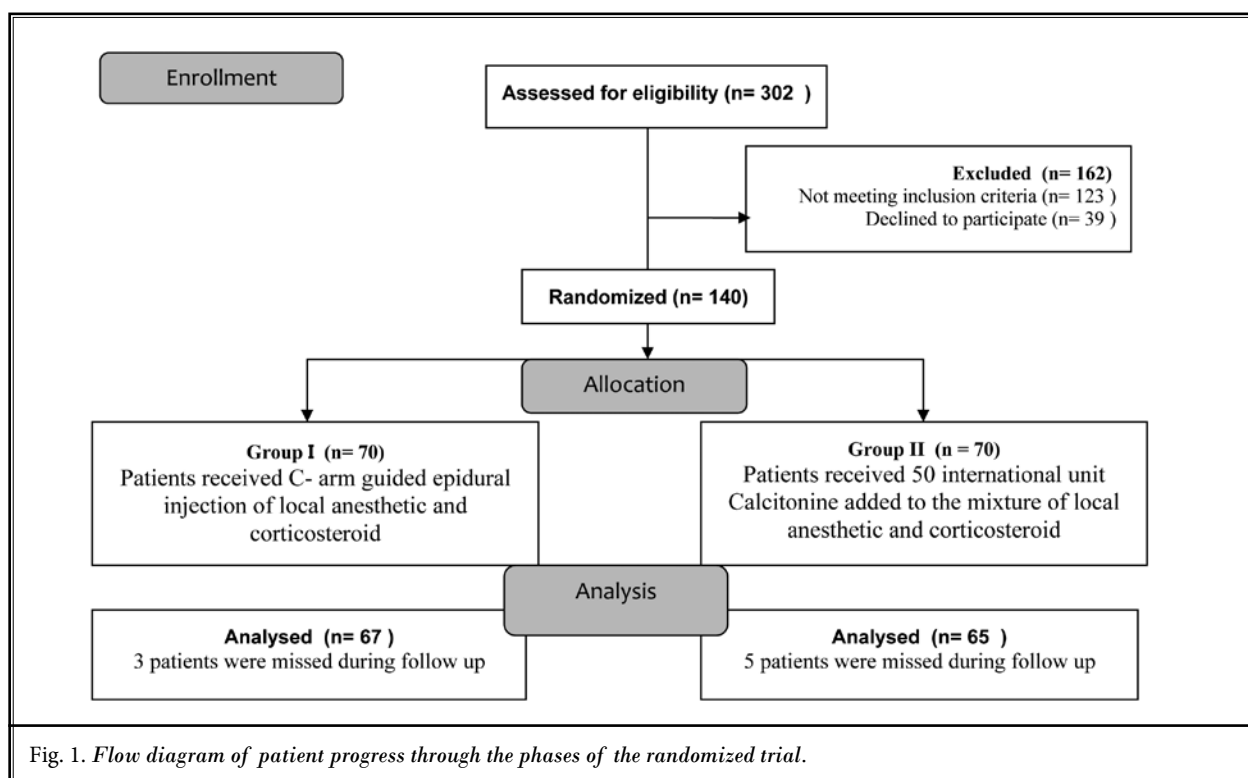 Enrollment
Assessed for eligibility (n= 302 )
Excluded (n= 162)
Not meeting inclusion criteria (n= 123 )
Declined to participate (n= 39 )
Randomized (n= 140)
Allocation
Group I (n= 70)
Patients received C- arm guided epidural
injection of local anesthetic and
corticosteroid
Group II (n = 70)
Patients received 50 international unit
Calcitonine added to the mixture of local
anesthetic and corticosteroid
Analysis
Analysed (n= 67 )
3 patients were missed during follow up
Analysed (n= 65 )
5 patients were missed during follow up
Fig. 1. Flow diagram of patient progress through the phases of the randomized trial.